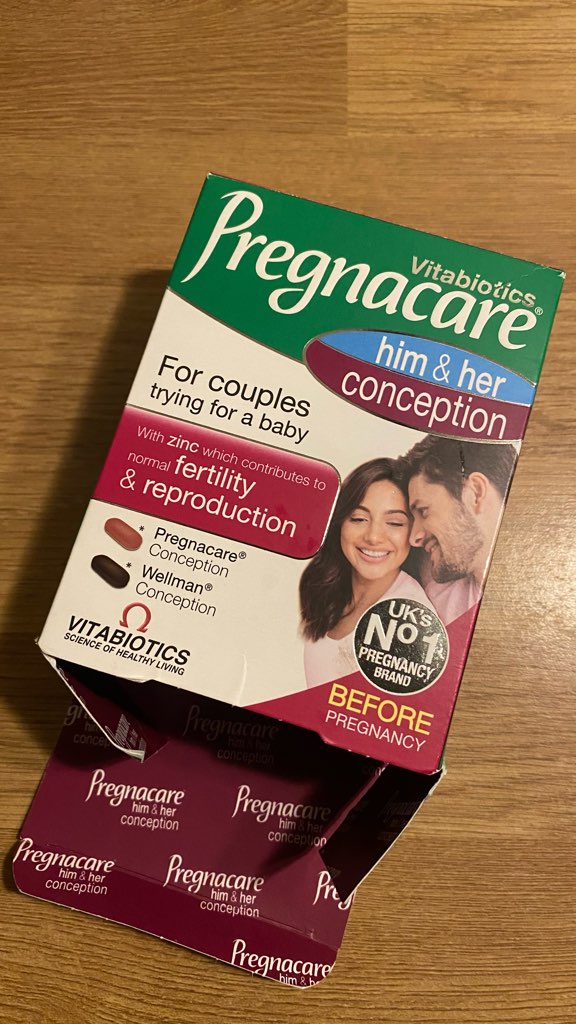 Vitabiotics
Pregnacare®
him & her
conception
For couples
trying for a baby
With zinc which contributes to
normal fertility
& reproduction
* Pregnacare®
Conception
* Wellman®
Conception
VITABIOTICS
SCIENCE OF HEALTHY LIVING
UK's
No1
PREGNANCY
BRAND
BEFORE
PREGNANCY
Pregnacare
him & her
conception
Pregnacare
him & her
conception
Pregnacare
him & her
conception
Pregnacare
him & her
conception
Pregnacare
him & her
conception
Pregnacare
him &